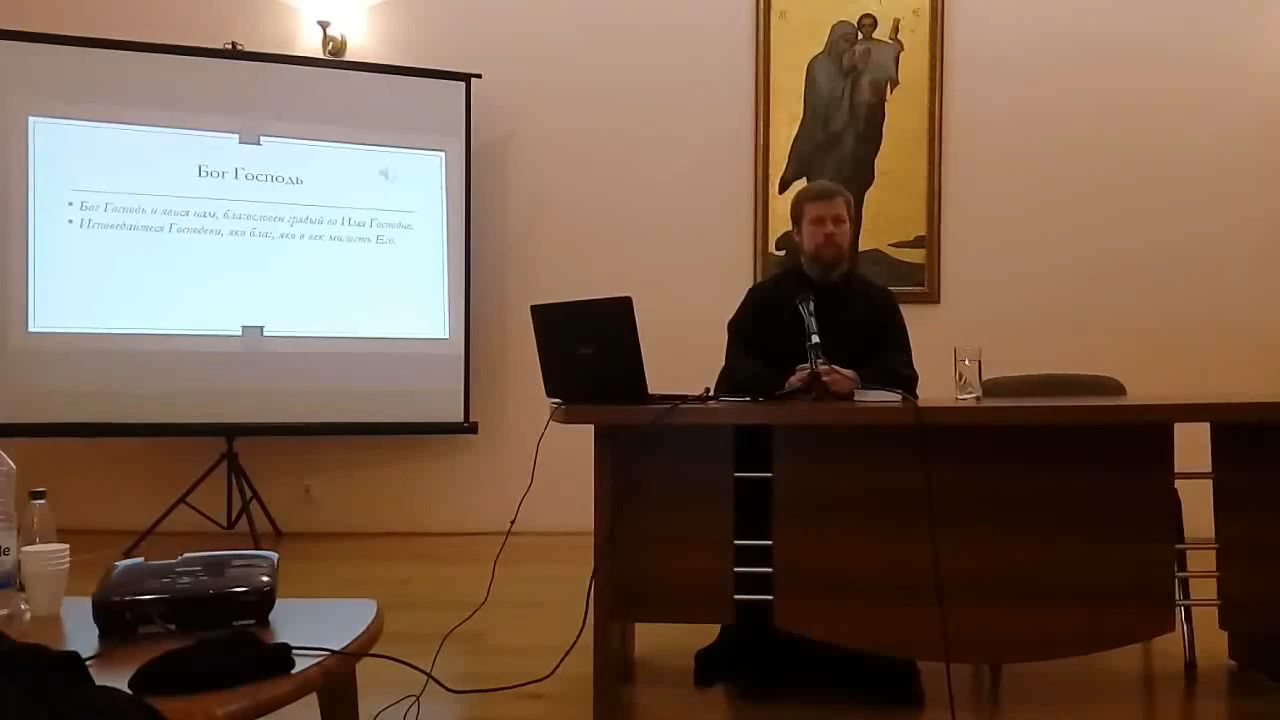 Бог Господь
• Бог Господь и явися нам, благословен грядый во Имя Господне.
• Исповедайтеся Господеви, яко благ, яко в век милость Его.